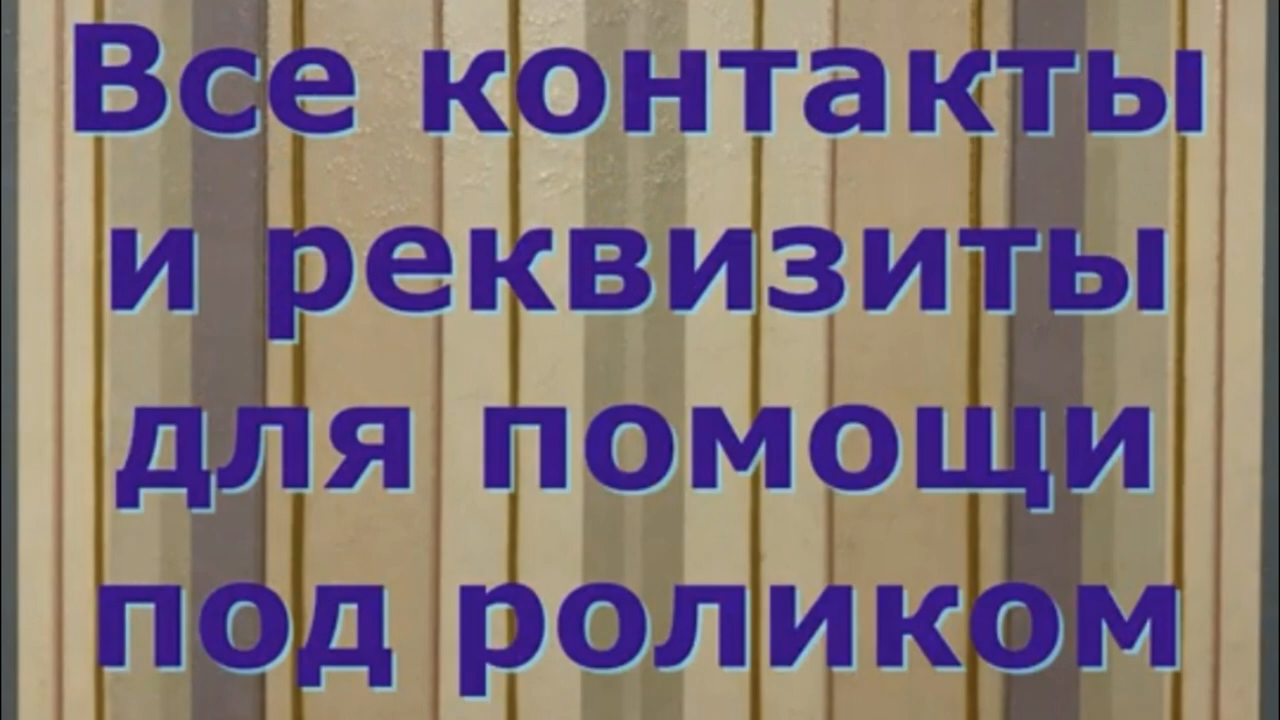 Все контакты
и реквизиты
для помощи
под роликом